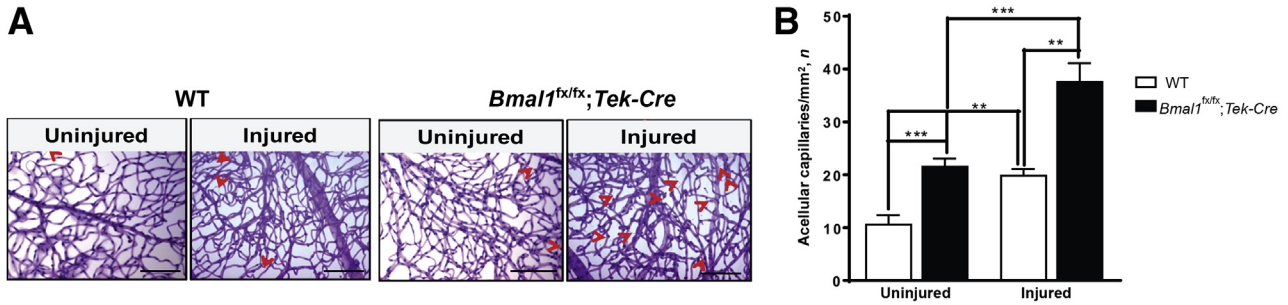 A
WT
Bmal1fx/fx;Tek-Cre
Uninjured
Injured
Uninjured
Injured
B
Acellular capillaries/mm², n
50
40
30
20
10
0
***
**
**
***
Uninjured
Injured
WT
Bmal1fx/fx;Tek-Cre